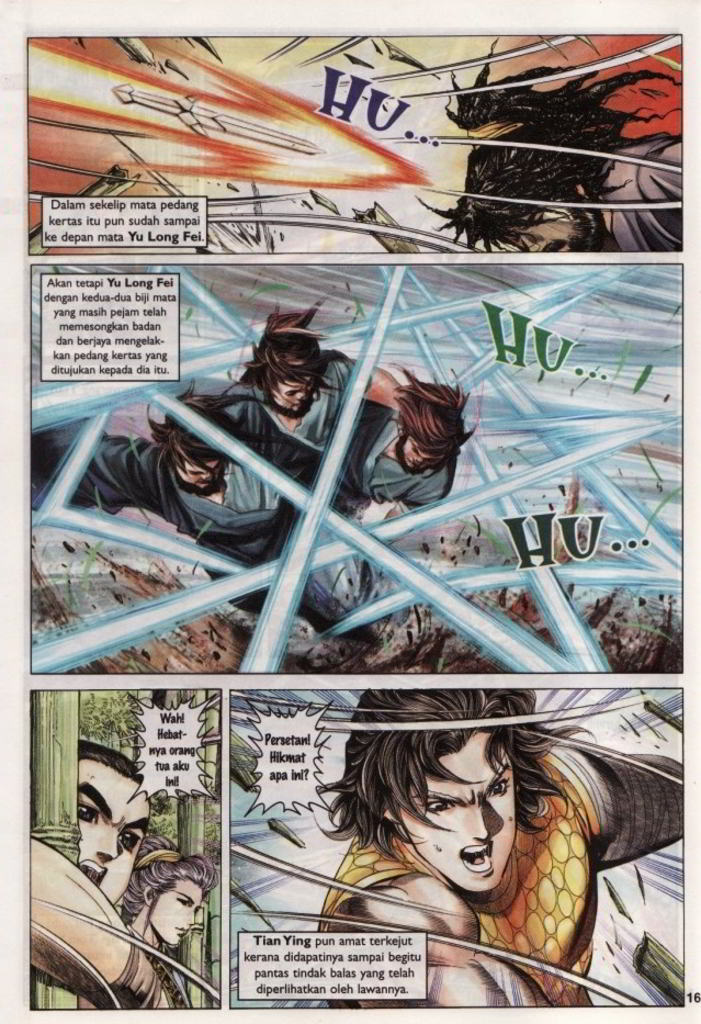 HU...
Dalam sekelip mata pedang
kertas itu pun sudah sampai
ke depan mata Yu Long Fei.
Akan tetapi Yu Long Fei
dengan kedua-dua biji mata
yang masih pejam telah
memesongkan badan
dan berjaya mengelak-
kan pedang kertas yang
ditujukan kepada dia itu.
HU...
HU...
Wah!
Hebat-
nya orang
tua aku
ini!
Persetan!
Hikmat
apa ini?
Tian Ying pun amat terkejut
kerana didapatinya sampai begitu
pantas tindak balas yang telah
diperlihatkan oleh lawannya.
16